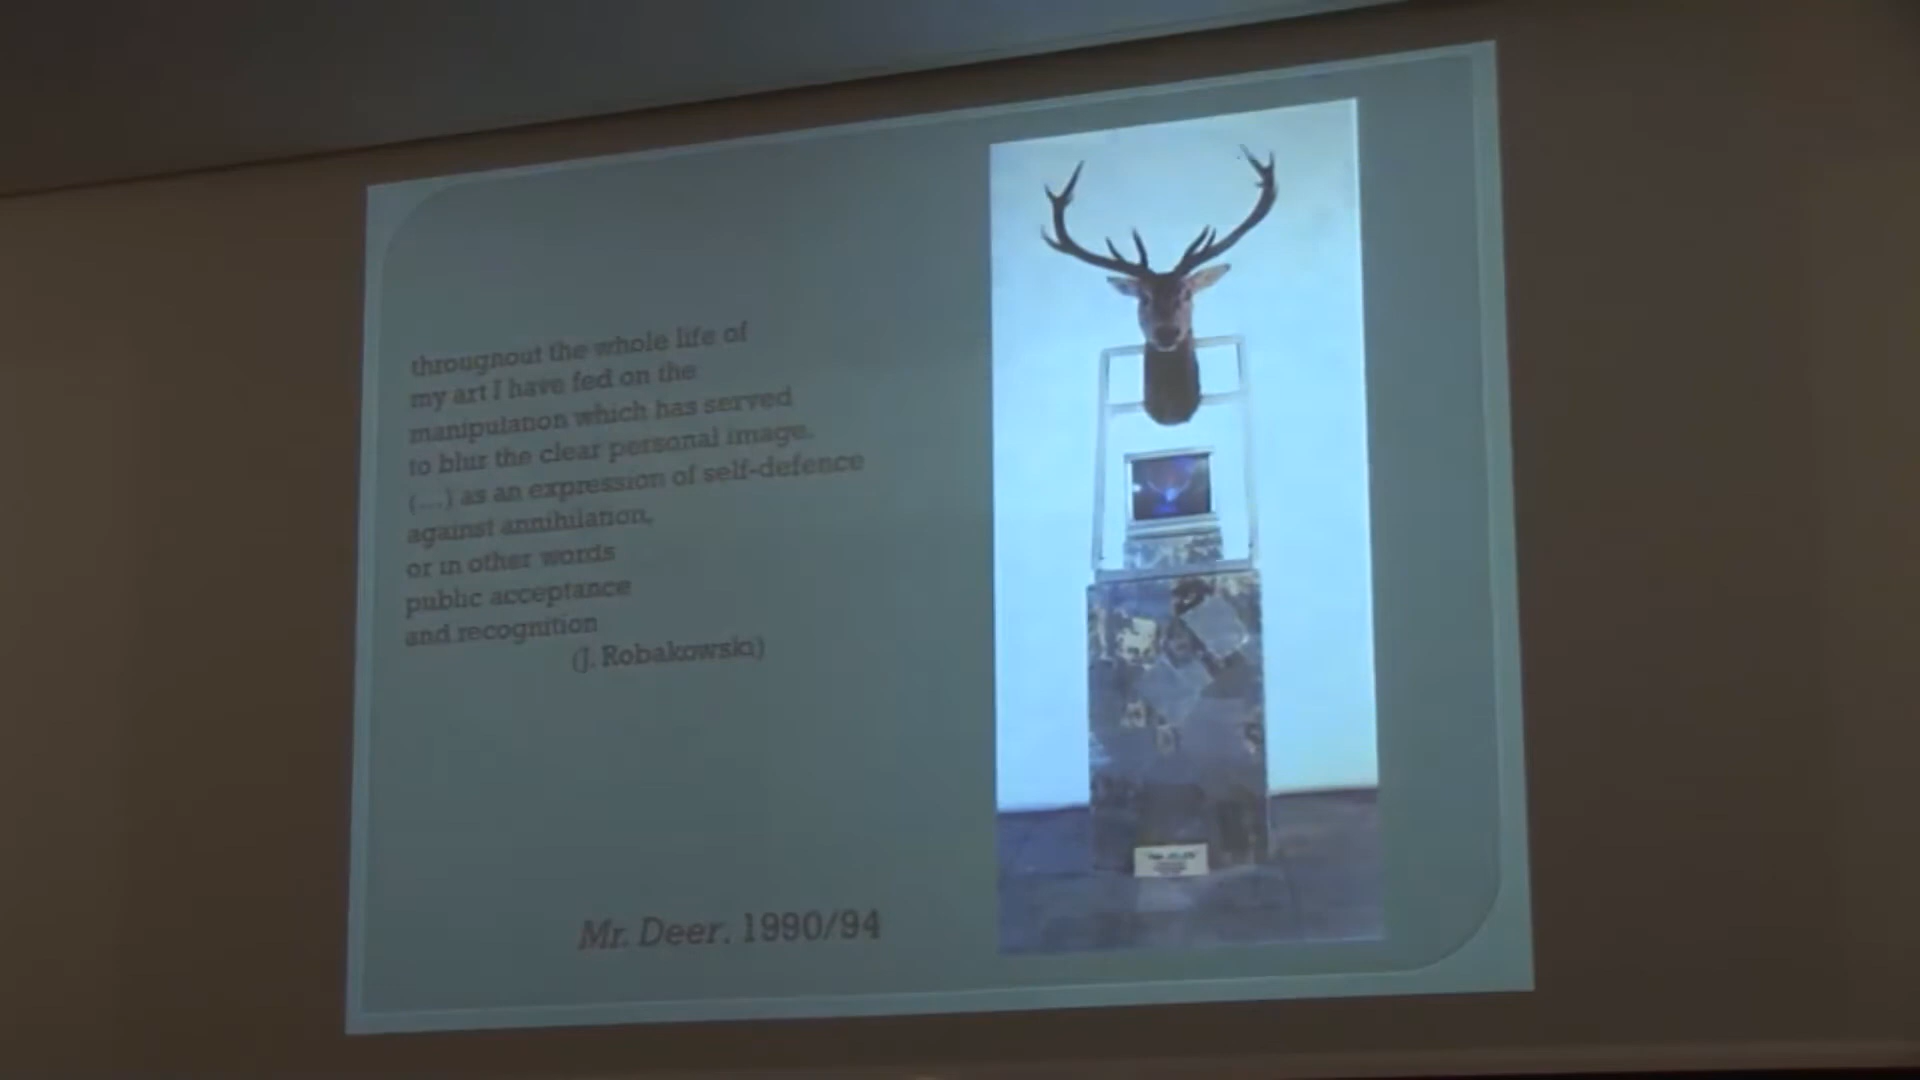 throughout the whole life of
my art I have fed on the
manipulation which has served
to blur the clear personal image.
(...) as an expression of self-defence
against annihilation,
or in other words
public acceptance
and recognition
(J. Robakowski)
Mr. Deer. 1990/94